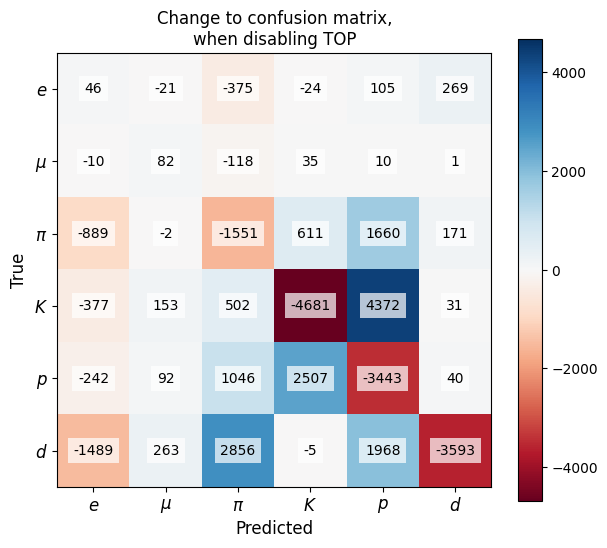 Change to confusion matrix,
when disabling TOP
e 46 -21 -375 -24 105 269
μ -10 82 -118 35 10 1
π -889 -2 -1551 611 1660 171
K -377 153 502 -4681 4372 31
p -242 92 1046 2507 -3443 40
d -1489 263 2856 -5 1968 -3593
e μ π K p d
Predicted
True
4000
2000
0
−2000
−4000